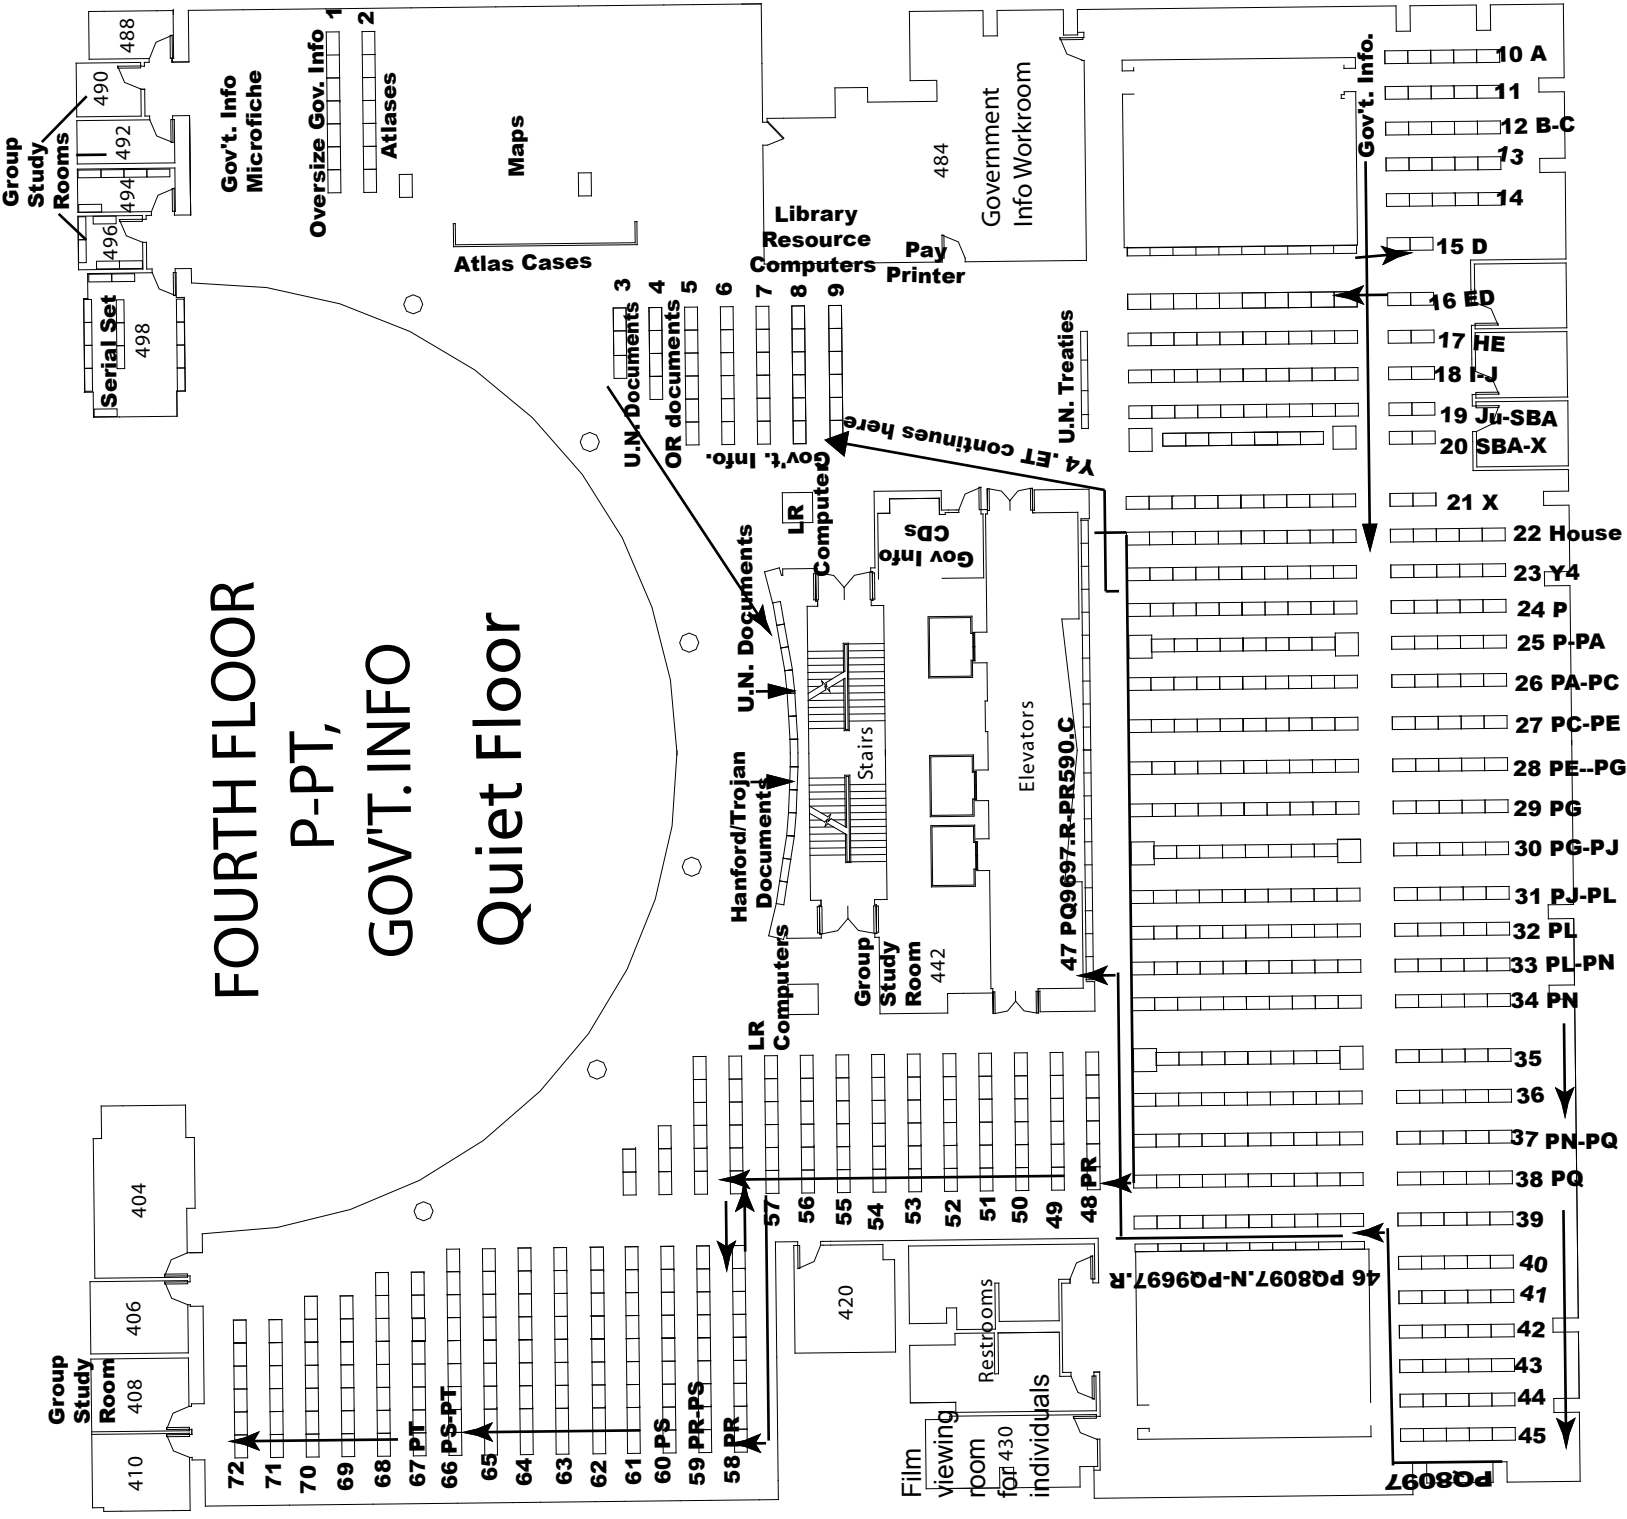 FOURTH FLOOR
P-PT,
GOV'T. INFO
Quiet Floor
Group
Study
Rooms
488
490
492
494
496
Serial Set
498
Gov't. Info
Microfiche
Oversize Gov. Info
1
2
Atlases
Maps
Atlas Cases
Library
Resource
Computers
Pay
Printer
484
Government
Info Workroom
Gov't. Info.
3
4
5
6
7
8
9
U.N. Documents
OR documents
Gov't. Info.
U.N. Treaties
Y4 .ET continues here
LR
Computer
Gov Info
CDs
U.N. Documents
Hanford/Trojan
Documents
Stairs
Elevators
47 PQ9697.R-PR590.C
LR
Computers
Group
Study
Room
442
10 A
11
12 B-C
13
14
15 D
16 ED
17 HE
18 I-J
19 Ju-SBA
20 SBA-X
21 X
22 House
23 Y4
24 P
25 P-PA
26 PA-PC
27 PC-PE
28 PE--PG
29 PG
30 PG-PJ
31 PJ-PL
32 PL
33 PL-PN
34 PN
35
36
37 PN-PQ
38 PQ
39
40
41
42
43
44
45
PQ8097
46 PQ8097.N-PQ9697.R
48 PR
49
50
51
52
53
54
55
56
57
58 PR
59 PR-PS
60 PS
61
62
63
64
65
66 PS-PT
67 PT
68
69
70
71
72
404
406
408
410
Group
Study
Room
420
Restrooms
Film
viewing
room
for
individuals
430